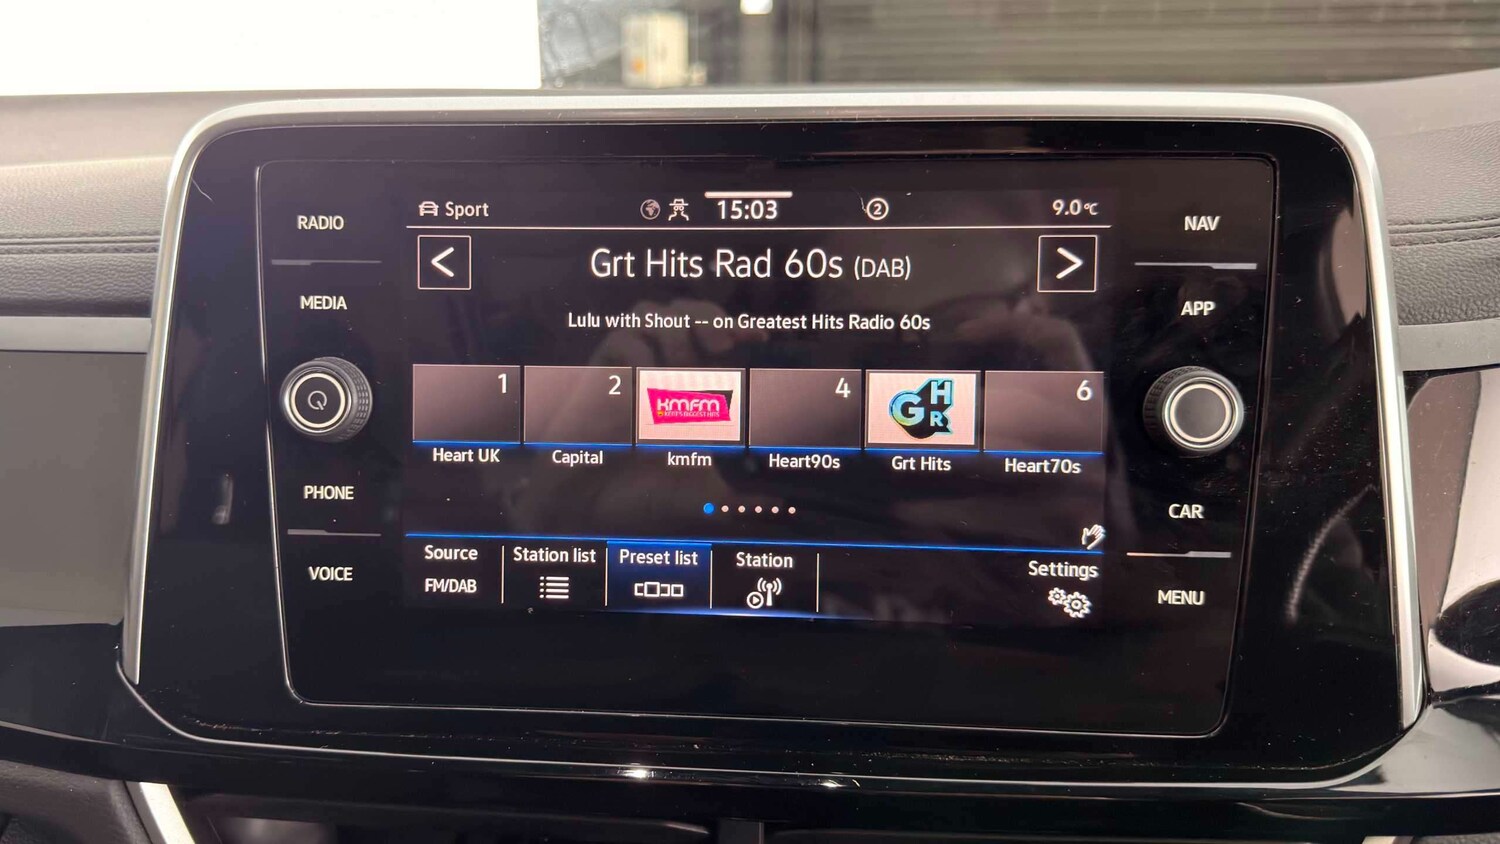 RADIO
MEDIA
PHONE
VOICE
Sport
15:03
2
9.0°C
<
Grt Hits Rad 60s (DAB)
>
Lulu with Shout -- on Greatest Hits Radio 60s
1
2
kmfm
4
GHR
6
Heart UK
Capital
kmfm
Heart90s
Grt Hits
Heart70s
Source
FM/DAB
Station list
Preset list
Station
Settings
NAV
APP
CAR
MENU